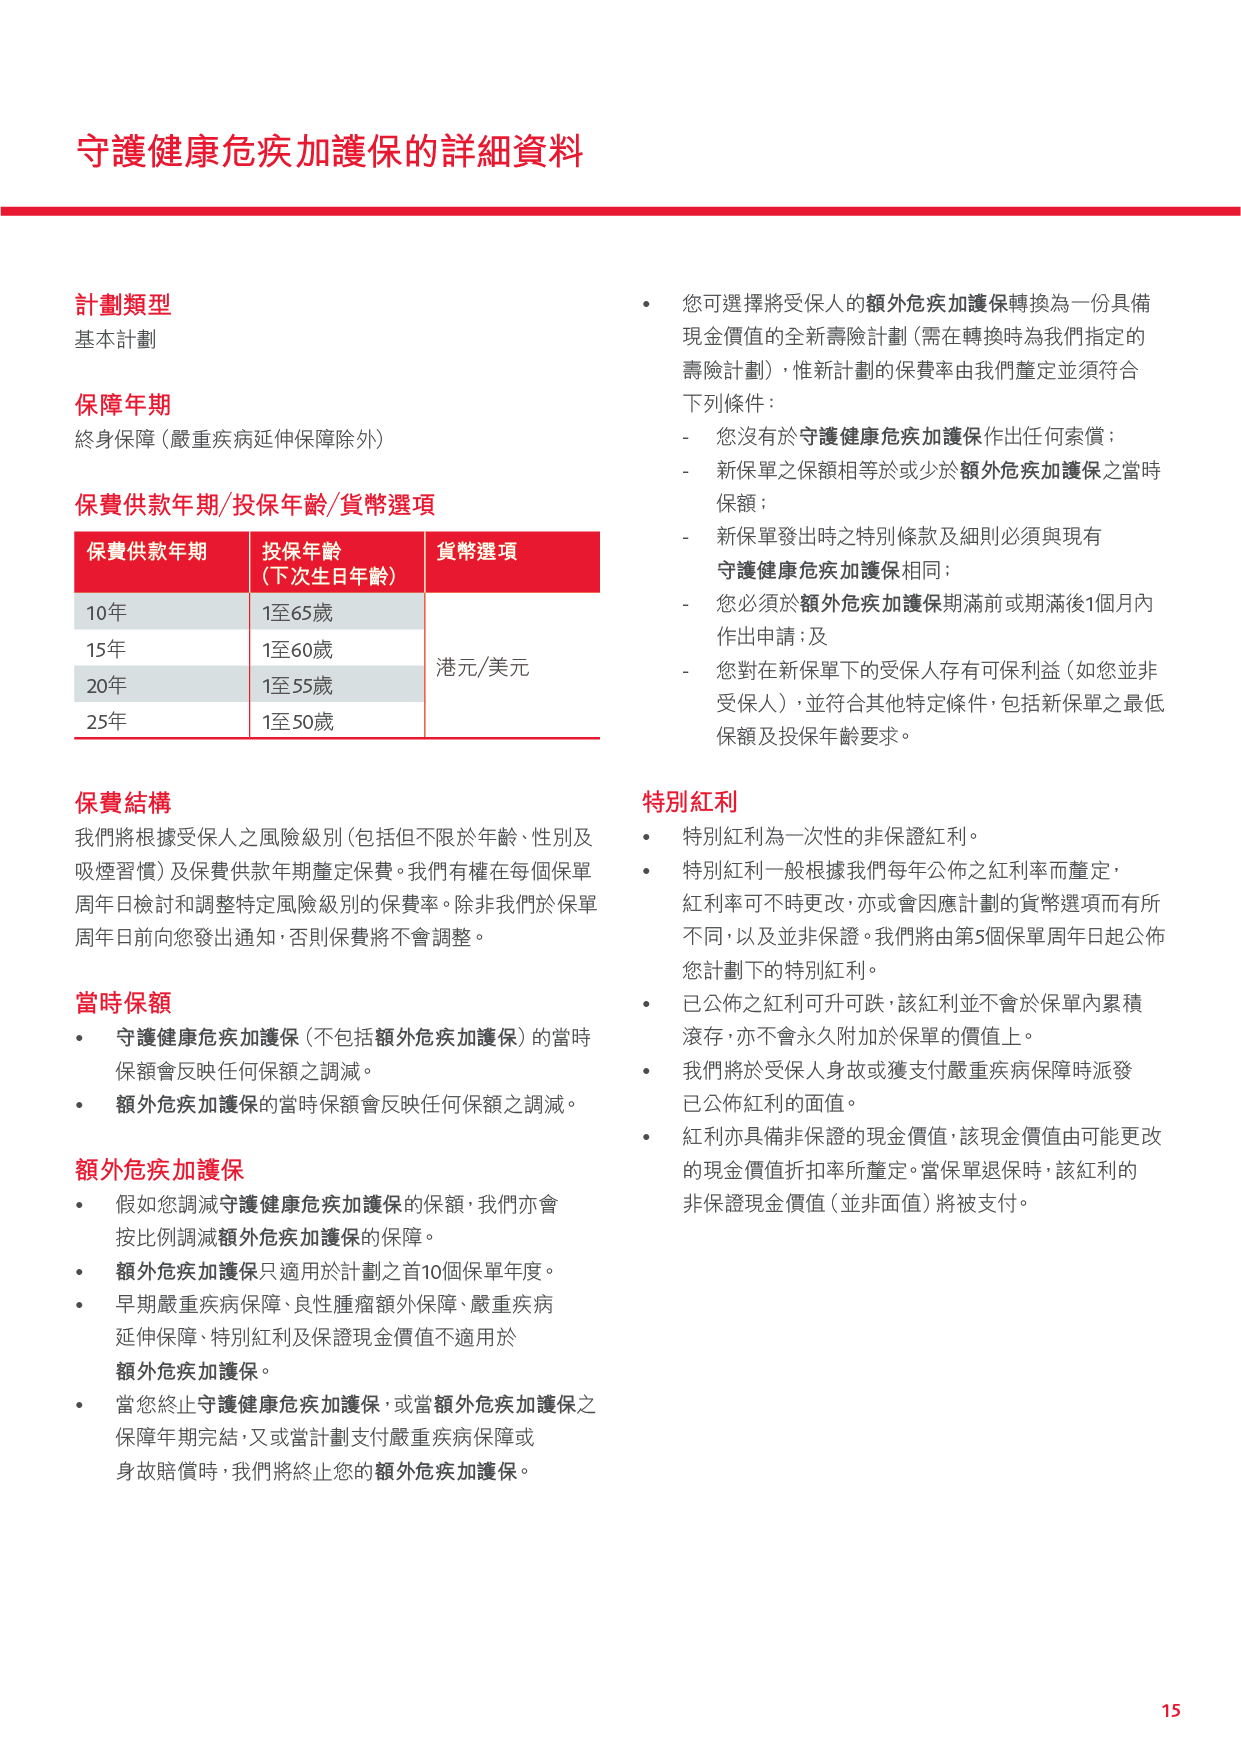 守護健康危疾加護保的詳細資料
計劃類型
基本計劃
保障年期
終身保障（嚴重疾病延伸保障除外）
保費供款年期/投保年齡/貨幣選項
保費供款年期 投保年齡 貨幣選項
（下次生日年齡）
10年 1至65歲
15年 1至60歲
港元/美元
20年 1至55歲
25年 1至50歲
保費結構
我們將根據受保人之風險級別（包括但不限於年齡、性別及
吸煙習慣）及保費供款年期釐定保費。我們有權在每個保單
周年日檢討和調整特定風險級別的保費率。除非我們於保單
周年日前向您發出通知，否則保費將不會調整。
當時保額
• 守護健康危疾加護保（不包括額外危疾加護保）的當時
保額會反映任何保額之調減。
• 額外危疾加護保的當時保額會反映任何保額之調減。
額外危疾加護保
• 假如您調減守護健康危疾加護保的保額，我們亦會
按比例調減額外危疾加護保的保障。
• 額外危疾加護保只適用於計劃之首10個保單年度。
• 早期嚴重疾病保障、良性腫瘤額外保障、嚴重疾病
延伸保障、特別紅利及保證現金價值不適用於
額外危疾加護保。
• 當您終止守護健康危疾加護保，或當額外危疾加護保之
保障年期完結，又或當計劃支付嚴重疾病保障或
身故賠償時，我們將終止您的額外危疾加護保。
• 您可選擇將受保人的額外危疾加護保轉換為一份具備
現金價值的全新壽險計劃（需在轉換時為我們指定的
壽險計劃），惟新計劃的保費率由我們釐定並須符合
下列條件：
- 您沒有於守護健康危疾加護保作出任何索償；
- 新保單之保額相等於或少於額外危疾加護保之當時
保額；
- 新保單發出時之特別條款及細則必須與現有
守護健康危疾加護保相同；
- 您必須於額外危疾加護保期滿前或期滿後1個月內
作出申請；及
- 您對在新保單下的受保人存有可保利益（如您並非
受保人），並符合其他特定條件，包括新保單之最低
保額及投保年齡要求。
特別紅利
• 特別紅利為一次性的非保證紅利。
• 特別紅利一般根據我們每年公佈之紅利率而釐定，
紅利率可不時更改，亦或會因應計劃的貨幣選項而有所
不同，以及並非保證。我們將由第5個保單周年日起公佈
您計劃下的特別紅利。
• 已公佈之紅利可升可跌，該紅利並不會於保單內累積
滾存，亦不會永久附加於保單的價值上。
• 我們將於受保人身故或獲支付嚴重疾病保障時派發
已公佈紅利的面值。
• 紅利亦具備非保證的現金價值，該現金價值由可能更改
的現金價值折扣率所釐定。當保單退保時，該紅利的
非保證現金價值（並非面值）將被支付。
15